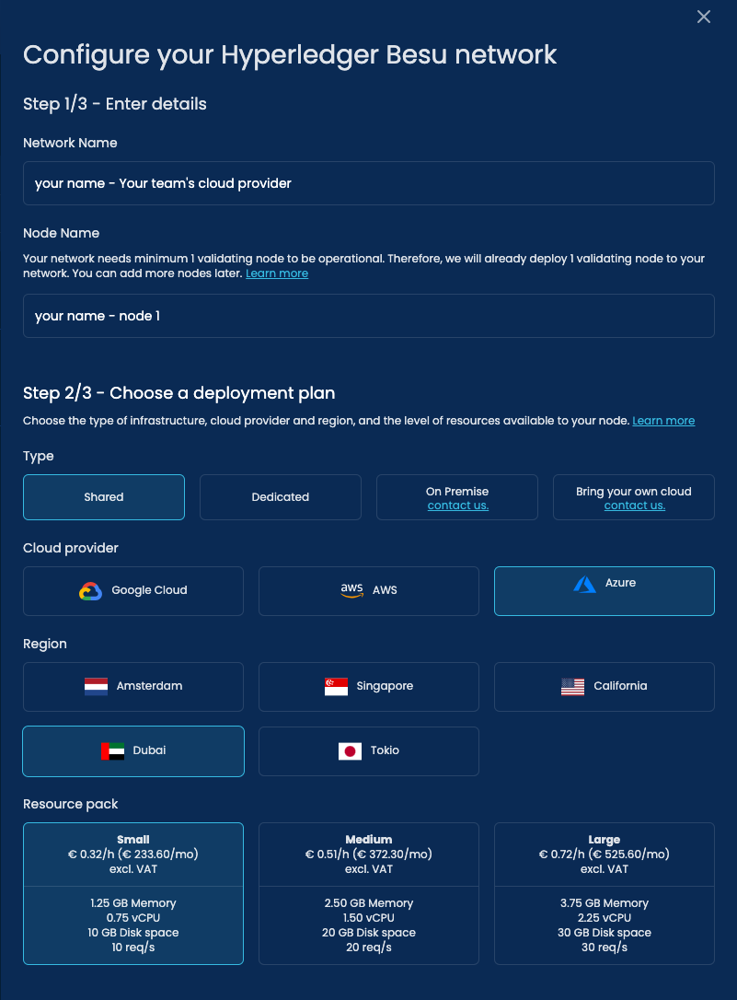 Configure your Hyperledger Besu network
Step 1/3 - Enter details
Network Name
your name - Your team's cloud provider
Node Name
Your network needs minimum 1 validating node to be operational. Therefore, we will already deploy 1 validating node to your
network. You can add more nodes later. Learn more
your name - node 1
Step 2/3 - Choose a deployment plan
Choose the type of infrastructure, cloud provider and region, and the level of resources available to your node. Learn more
Type
Shared
Dedicated
On Premise
contact us.
Bring your own cloud
contact us.
Cloud provider
Google Cloud
aws AWS
Azure
Region
Amsterdam
Singapore
California
Dubai
Tokio
Resource pack
Small
€ 0.32/h (€ 233.60/mo)
excl. VAT
1.25 GB Memory
0.75 vCPU
10 GB Disk space
10 req/s
Medium
€ 0.51/h (€ 372.30/mo)
excl. VAT
2.50 GB Memory
1.50 vCPU
20 GB Disk space
20 req/s
Large
€ 0.72/h (€ 525.60/mo)
excl. VAT
3.75 GB Memory
2.25 vCPU
30 GB Disk space
30 req/s